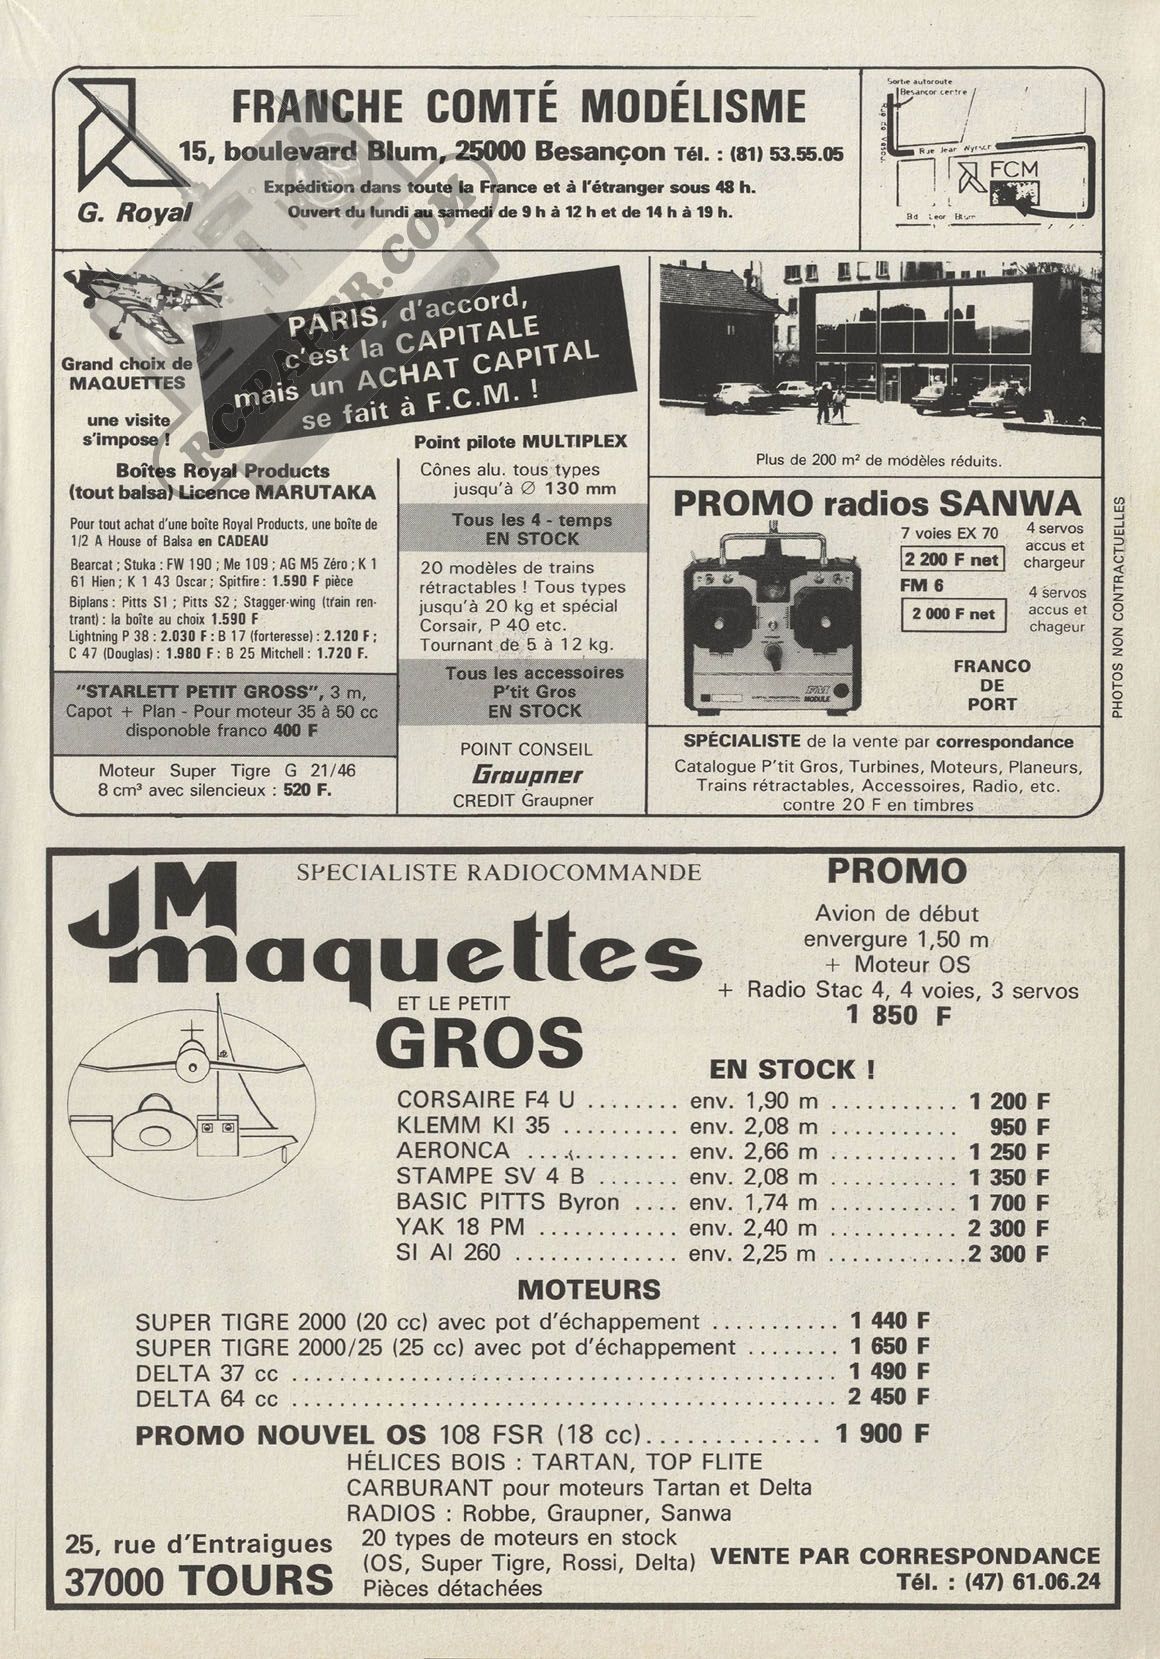 G. Royal
FRANCHE COMTÉ MODÉLISME
15, boulevard Blum, 25000 Besançon Tél. : (81) 53.55.05
Expédition dans toute la France et à l'étranger sous 48 h.
Ouvert du lundi au samedi de 9 h à 12 h et de 14 h à 19 h.
Sortie autoroute
Besançor certre
FCM
RC-PAPER.COM
Grand choix de
MAQUETTES
une visite
s'impose !
PARIS, d'accord,
c'est la CAPITALE
mais un ACHAT CAPITAL
se fait à F.C.M. !
Boîtes Royal Products
(tout balsa) Licence MARUTAKA
Pour tout achat d'une boîte Royal Products, une boîte de
1/2 A House of Balsa en CADEAU
Bearcat ; Stuka : FW 190 ; Me 109 ; AG M5 Zéro ; K 1
61 Hien ; K 1 43 Oscar ; Spitfire : 1.590 F pièce
Biplans : Pitts S1 ; Pitts S2 ; Stagger-wing (train ren-
trant) : la boîte au choix 1.590 F
Lightning P 38 : 2.030 F : B 17 (forteresse) : 2.120 F ;
C 47 (Douglas) : 1.980 F : B 25 Mitchell : 1.720 F.
"STARLETT PETIT GROSS", 3 m,
Capot + Plan - Pour moteur 35 à 50 cc
disponoble franco 400 F
Moteur Super Tigre G 21/46
8 cm³ avec silencieux : 520 F.
Point pilote MULTIPLEX
Cônes alu. tous types
jusqu'à Ø 130 mm
Tous les 4 - temps
EN STOCK
20 modèles de trains
rétractables ! Tous types
jusqu'à 20 kg et spécial
Corsair, P 40 etc.
Tournant de 5 à 12 kg.
Tous les accessoires
P'tit Gros
EN STOCK
POINT CONSEIL
Graupner
CREDIT Graupner
Plus de 200 m² de modèles réduits.
PROMO radios SANWA
7 voies EX 70
2 200 F net
4 servos
accus et
chargeur
FM 6
2 000 F net
4 servos
accus et
chageur
FRANCO
DE
PORT
FM
MODULE
PHOTOS NON CONTRACTUELLES
SPÉCIALISTE de la vente par correspondance
Catalogue P'tit Gros, Turbines, Moteurs, Planeurs,
Trains rétractables, Accessoires, Radio, etc.
contre 20 F en timbres
JM maquettes
SPECIALISTE RADIOCOMMANDE
ET LE PETIT
GROS
PROMO
Avion de début
envergure 1,50 m
+ Moteur OS
+ Radio Stac 4, 4 voies, 3 servos
1 850 F
EN STOCK !
CORSAIRE F4 U ........ env. 1,90 m ........... 1 200 F
KLEMM KI 35 .......... env. 2,08 m ........... 950 F
AERONCA ............. env. 2,66 m ........... 1 250 F
STAMPE SV 4 B ....... env. 2,08 m ........... 1 350 F
BASIC PITTS Byron .... env. 1,74 m ........... 1 700 F
YAK 18 PM ............ env. 2,40 m ........... 2 300 F
SI AI 260 .............. env. 2,25 m ............ 2 300 F
MOTEURS
SUPER TIGRE 2000 (20 cc) avec pot d'échappement ........... 1 440 F
SUPER TIGRE 2000/25 (25 cc) avec pot d'échappement ........ 1 650 F
DELTA 37 cc ................................................ 1 490 F
DELTA 64 cc ................................................ 2 450 F
PROMO NOUVEL OS 108 FSR (18 cc)............... 1 900 F
HÉLICES BOIS : TARTAN, TOP FLITE
CARBURANT pour moteurs Tartan et Delta
RADIOS : Robbe, Graupner, Sanwa
20 types de moteurs en stock
(OS, Super Tigre, Rossi, Delta)
Pièces détachées
25, rue d'Entraigues
37000 TOURS
VENTE PAR CORRESPONDANCE
Tél. : (47) 61.06.24